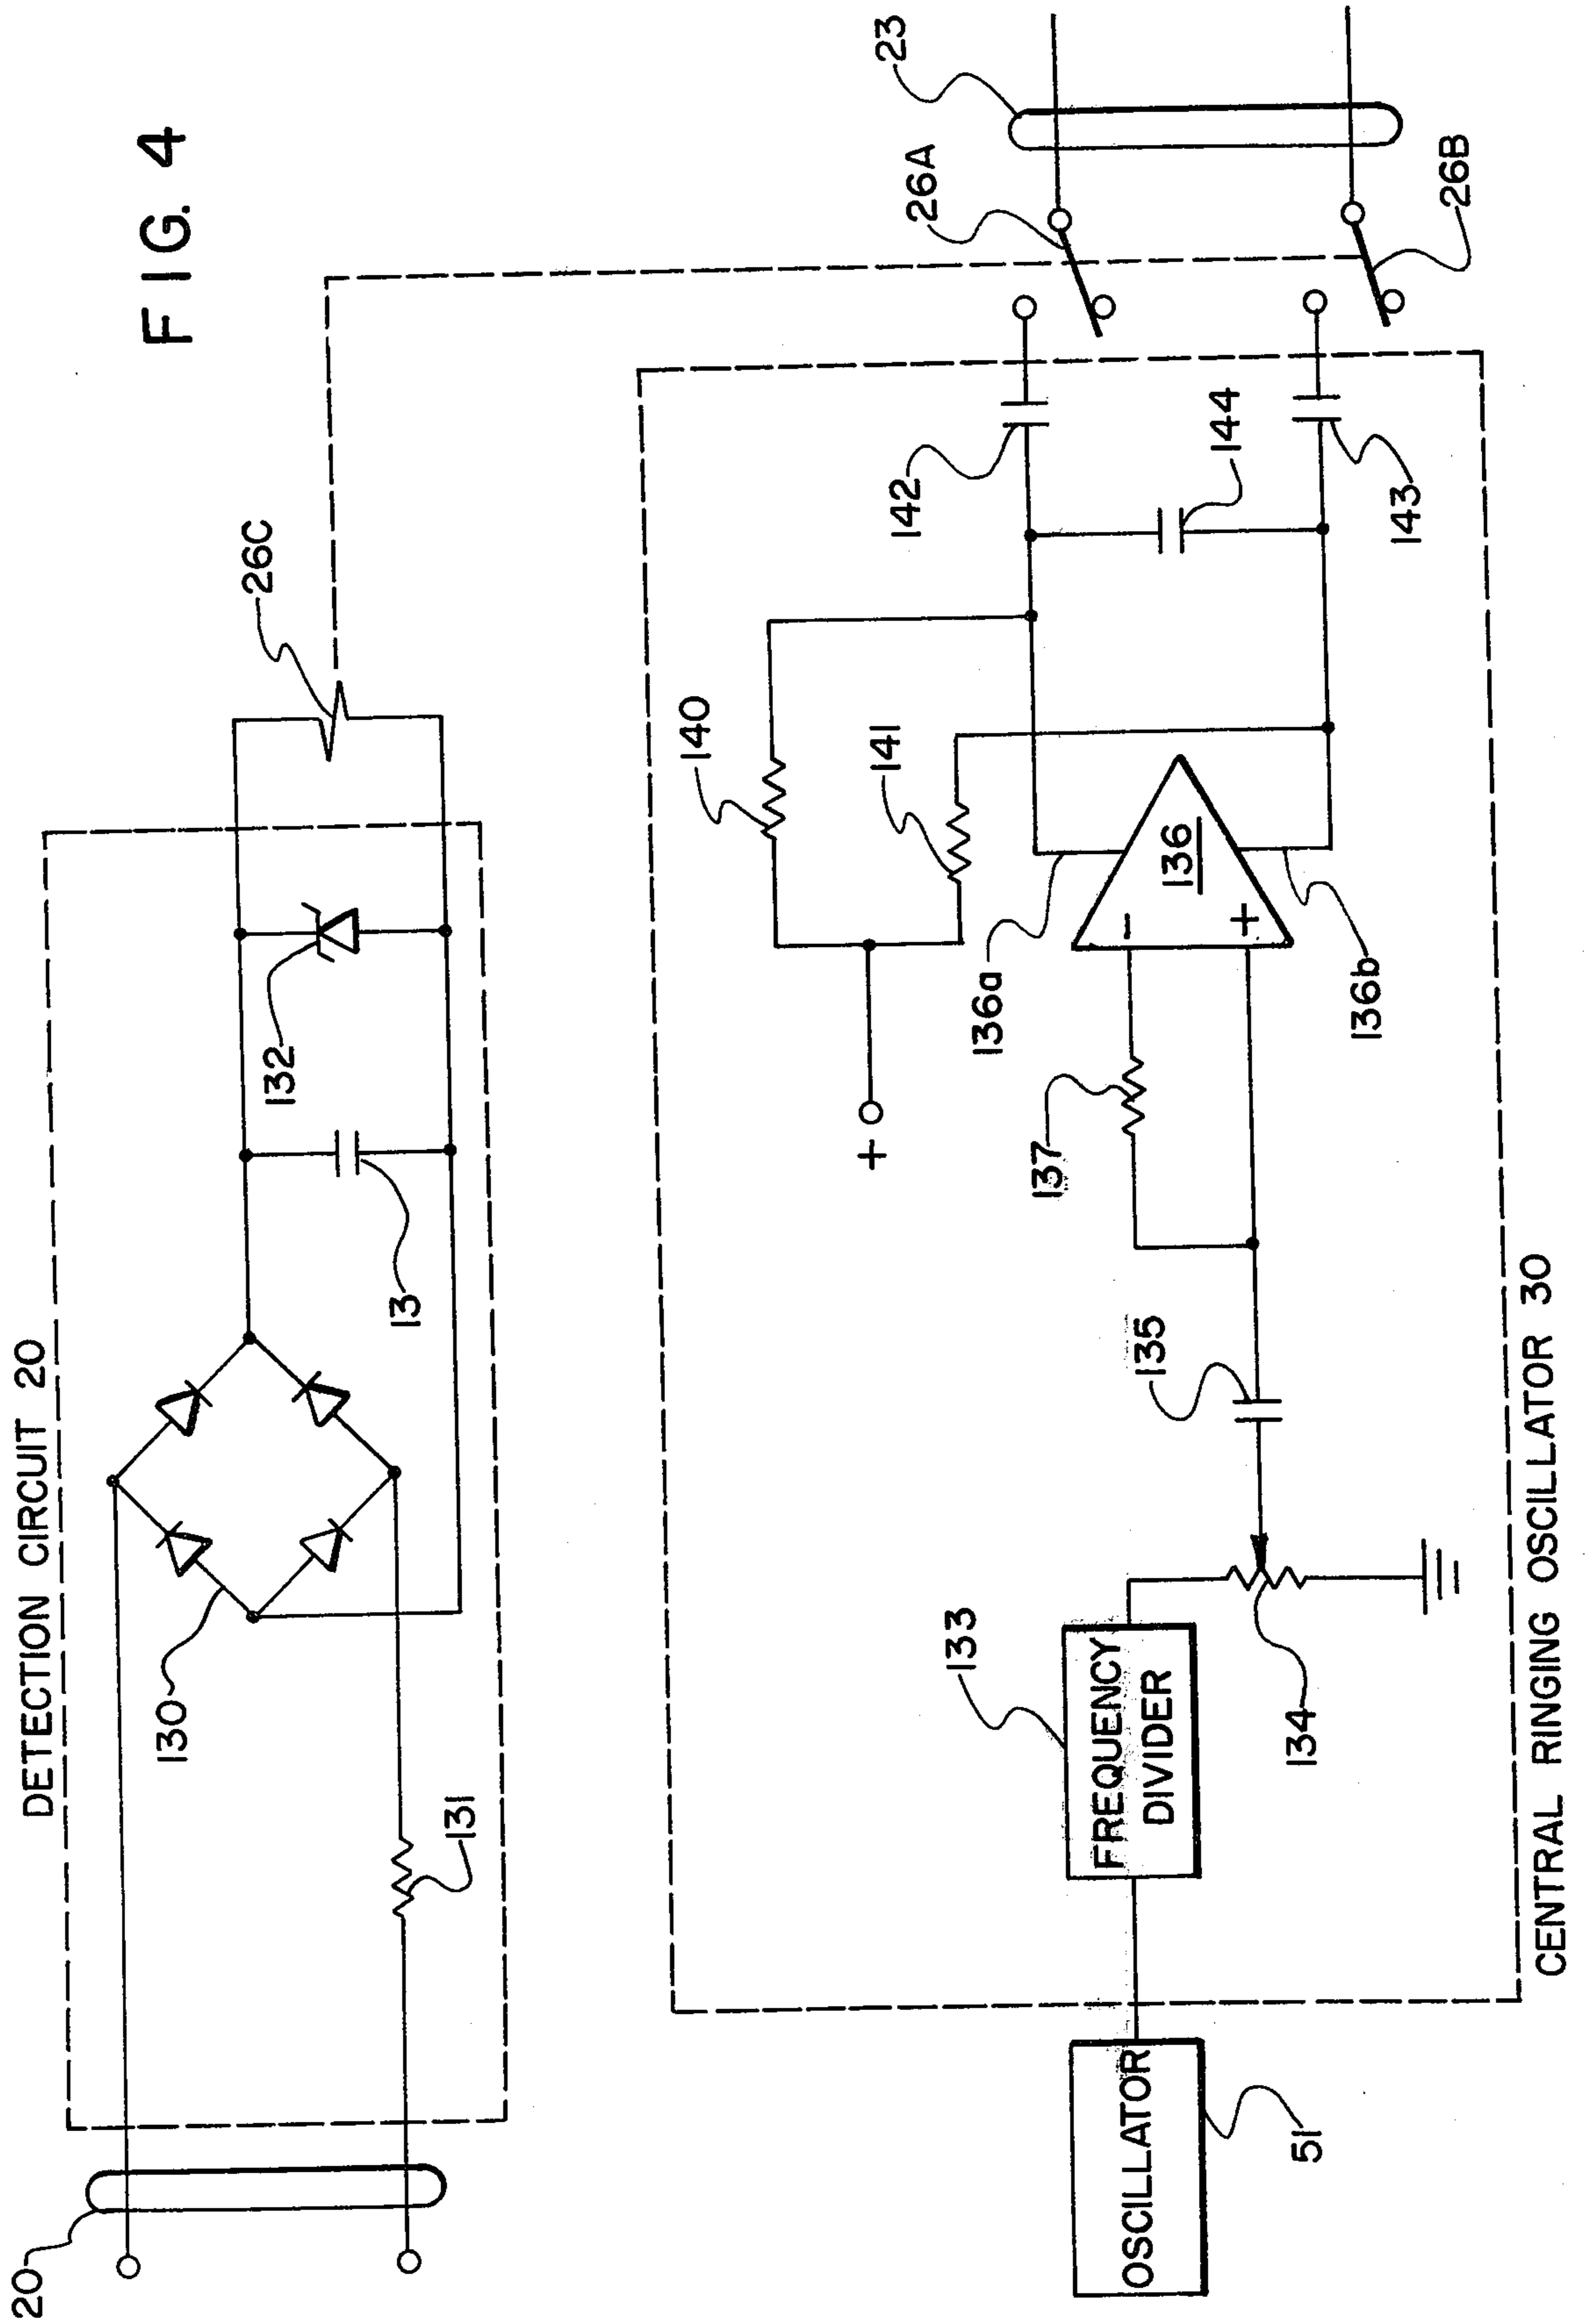 FIG. 4
DETECTION CIRCUIT 20
20
130
131
13
132
26C
23
26A
26B
140
141
142
144
143
136a
136
−
+
136b
+
137
135
133
FREQUENCY
DIVIDER
134
OSCILLATOR
51
CENTRAL RINGING OSCILLATOR 30